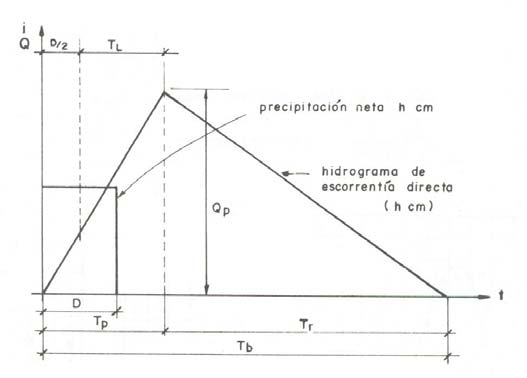 i
Q
D/2
TL
precipitación neta h cm
hidrograma de
escorrentía directa
(h cm)
Qp
t
D
Tp
Tr
Tb